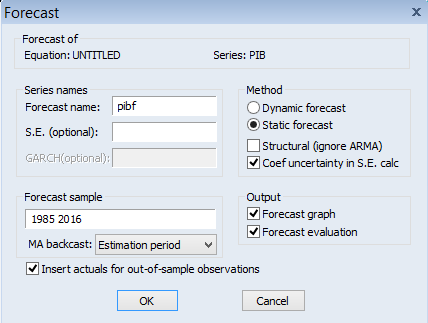 Forecast
Forecast of
Equation: UNTITLED Series: PIB
Series names
Forecast name: pibf
S.E. (optional):
GARCH(optional):
Method
Dynamic forecast
Static forecast
Structural (ignore ARMA)
Coef uncertainty in S.E. calc
Forecast sample
1985 2016
MA backcast: Estimation period
Output
Forecast graph
Forecast evaluation
Insert actuals for out-of-sample observations
OK Cancel